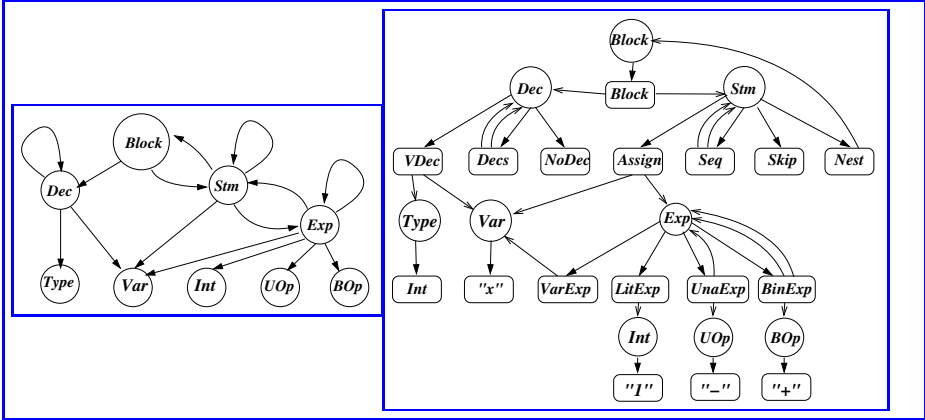 Block
Dec
Stm
Exp
Type
Var
Int
UOp
BOp
Block
Dec
Block
Stm
VDec
Decs
NoDec
Assign
Seq
Skip
Nest
Type
Var
Exp
Int
"x"
VarExp
LitExp
UnaExp
BinExp
Int
UOp
BOp
"1"
"−"
"+"